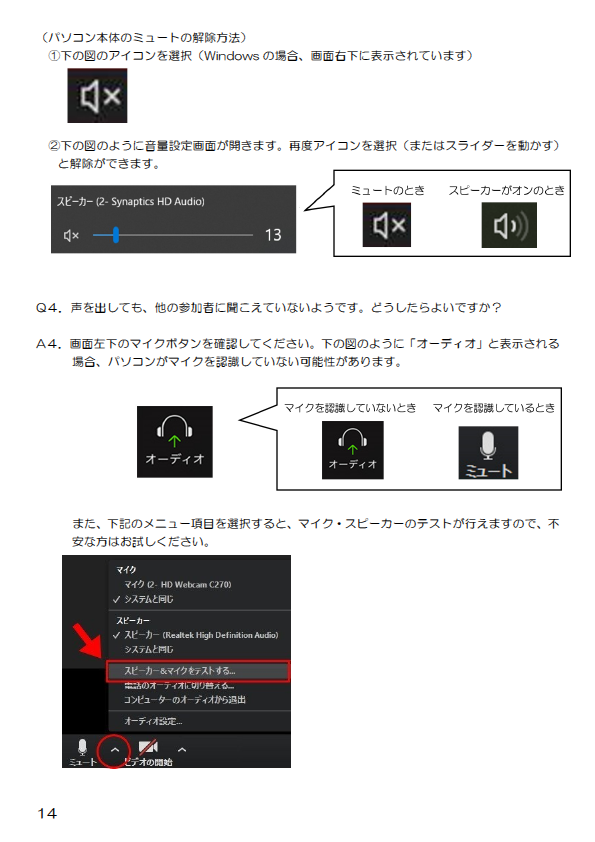 （パソコン本体のミュートの解除方法）
①下の図のアイコンを選択（Windows の場合、画面右下に表示されています）
②下の図のように音量設定画面が開きます。再度アイコンを選択（またはスライダーを動かす）
と解除ができます。
スピーカー (2- Synaptics HD Audio)
13
ミュートのとき
スピーカーがオンのとき
Ｑ４．声を出しても、他の参加者に聞こえていないようです。どうしたらよいですか？
Ａ４．画面左下のマイクボタンを確認してください。下の図のように「オーディオ」と表示される
場合、パソコンがマイクを認識していない可能性があります。
オーディオ
マイクを認識していないとき
マイクを認識しているとき
オーディオ
ミュート
また、下記のメニュー項目を選択すると、マイク・スピーカーのテストが行えますので、不
安な方はお試しください。
マイク
マイク (2- HD Webcam C270)
✓ システムと同じ
スピーカー
✓ スピーカー (Realtek High Definition Audio)
システムと同じ
スピーカー&マイクをテストする...
電話のオーディオに切り替える...
コンピューターのオーディオから退出
オーディオ設定...
ミュート
ビデオの開始
14